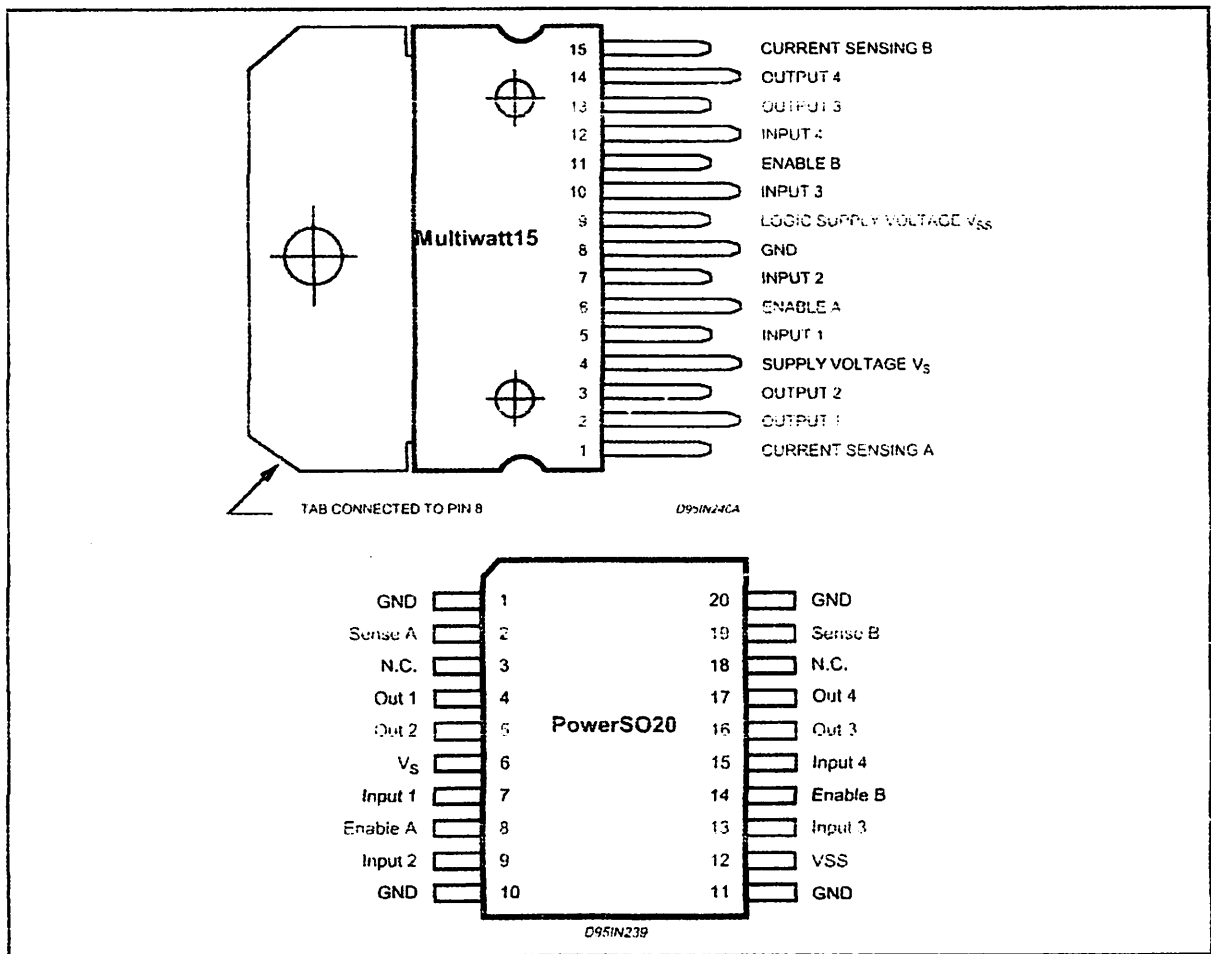 15 CURRENT SENSING B
14 OUTPUT 4
13 OUTPUT 3
12 INPUT 4
11 ENABLE B
10 INPUT 3
9 LOGIC SUPPLY VOLTAGE VSS
8 GND
7 INPUT 2
6 ENABLE A
5 INPUT 1
4 SUPPLY VOLTAGE VS
3 OUTPUT 2
2 OUTPUT 1
1 CURRENT SENSING A
Multiwatt15
TAB CONNECTED TO PIN 8
D95IN240A
GND 1 20 GND
Sense A 2 19 Sense B
N.C. 3 18 N.C.
Out 1 4 17 Out 4
Out 2 5 16 Out 3
VS 6 15 Input 4
Input 1 7 14 Enable B
Enable A 8 13 Input 3
Input 2 9 12 VSS
GND 10 11 GND
PowerSO20
D95IN239